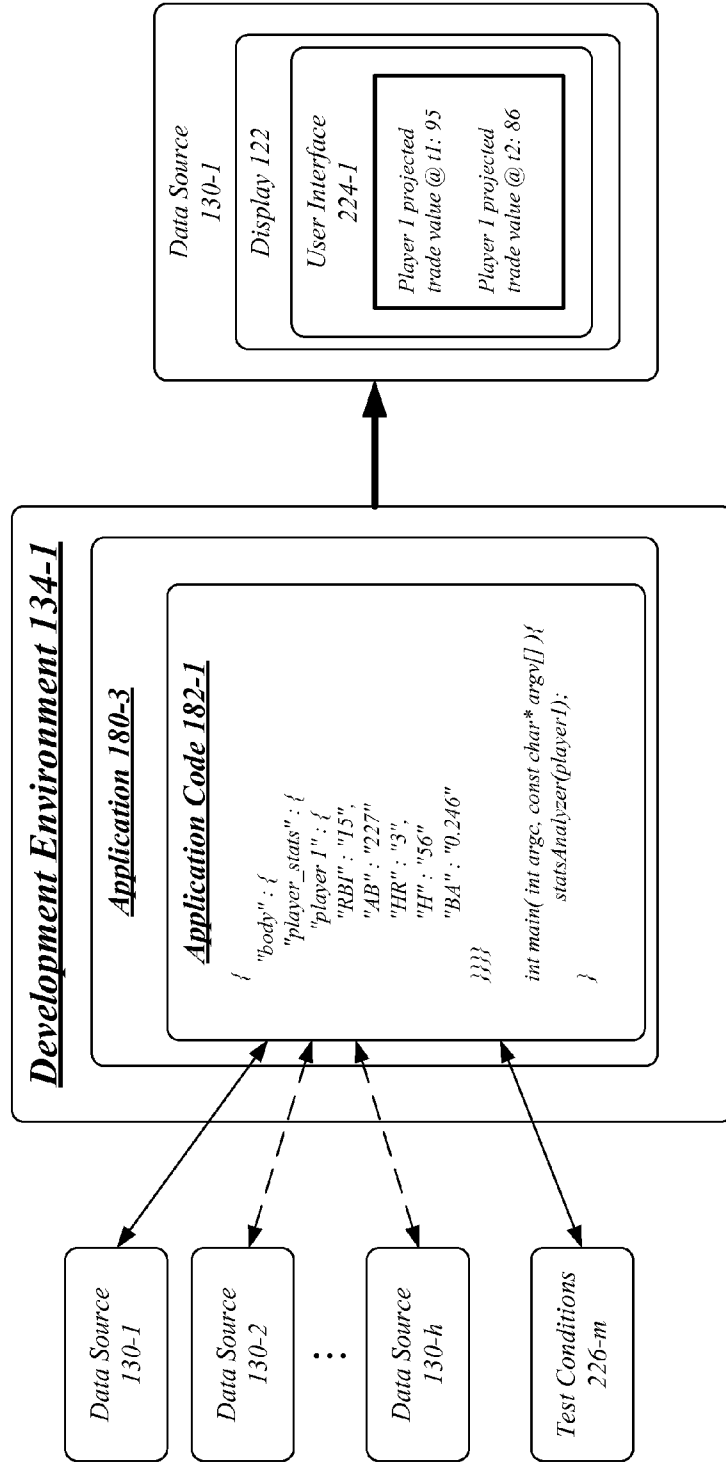 Data Source
130-1
Data Source
130-2
...
Data Source
130-h
Test Conditions
226-m
Development Environment 134-1
Application 180-3
Application Code 182-1
{
"body" : {
"player_stats" : {
"player 1" : {
"RBI" : "15",
"AB" : "227"
"HR" : "3",
"H" : "56"
"BA" : "0.246"
}}}}
int main( int argc, const char* argv[] ){
statsAnalyzer(player1);
}
Data Source
130-1
Display 122
User Interface
224-1
Player 1 projected
trade value @ t1: 95
Player 1 projected
trade value @ t2: 86